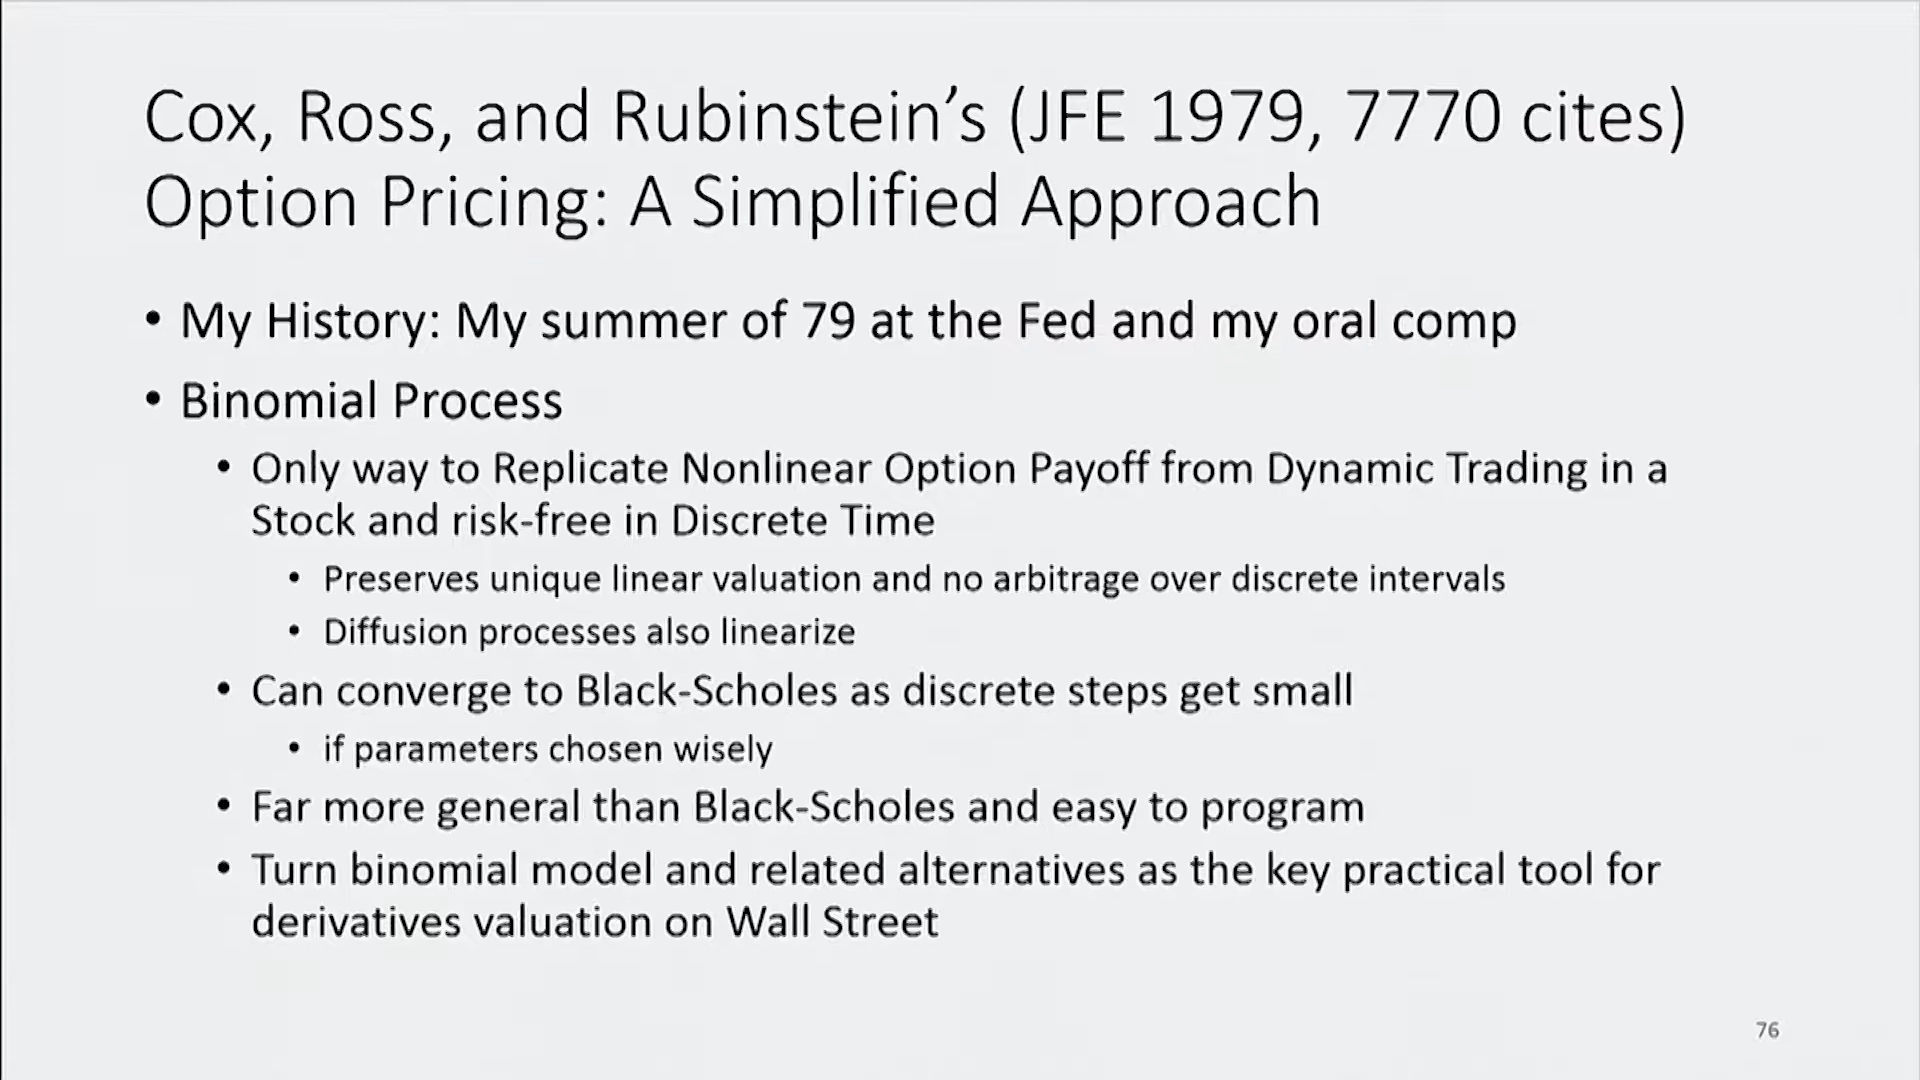 Cox, Ross, and Rubinstein’s (JFE 1979, 7770 cites)
Option Pricing: A Simplified Approach
• My History: My summer of 79 at the Fed and my oral comp
• Binomial Process
• Only way to Replicate Nonlinear Option Payoff from Dynamic Trading in a
Stock and risk-free in Discrete Time
• Preserves unique linear valuation and no arbitrage over discrete intervals
• Diffusion processes also linearize
• Can converge to Black-Scholes as discrete steps get small
• if parameters chosen wisely
• Far more general than Black-Scholes and easy to program
• Turn binomial model and related alternatives as the key practical tool for
derivatives valuation on Wall Street
76